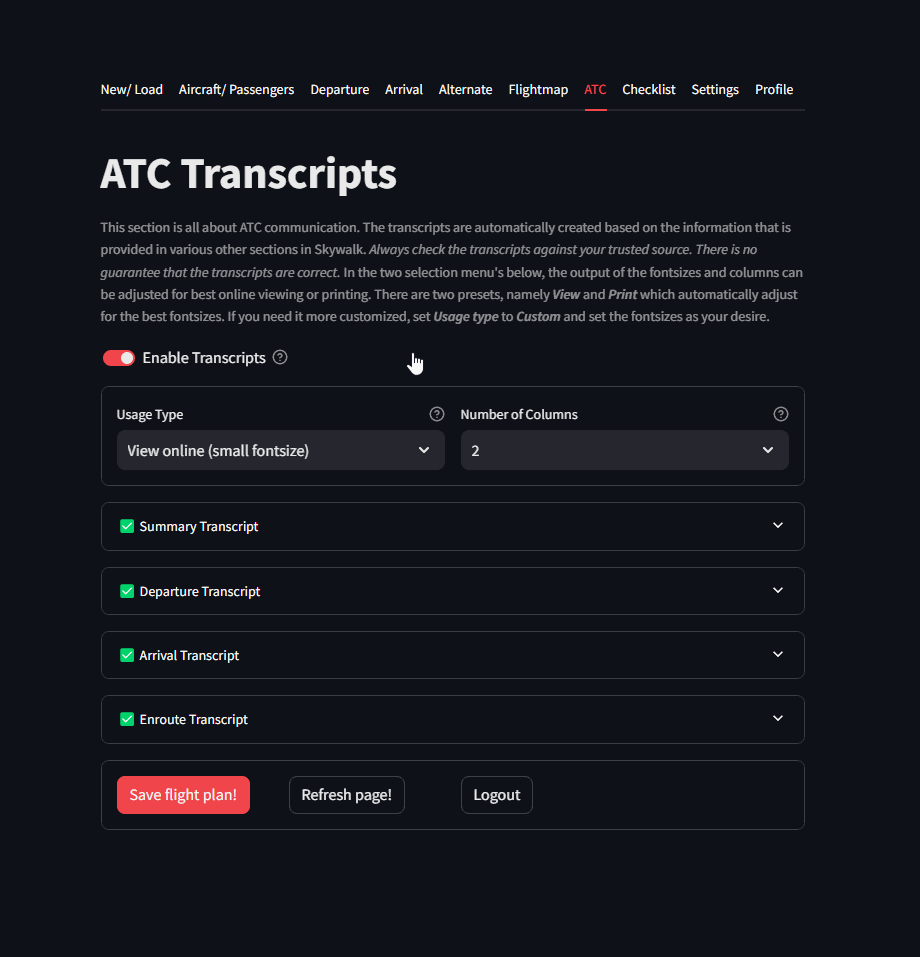 New/ Load Aircraft/ Passengers Departure Arrival Alternate Flightmap ATC Checklist Settings Profile
ATC Transcripts
This section is all about ATC communication. The transcripts are automatically created based on the information that is
provided in various other sections in Skywalk. Always check the transcripts against your trusted source. There is no
guarantee that the transcripts are correct. In the two selection menu's below, the output of the fontsizes and columns can
be adjusted for best online viewing or printing. There are two presets, namely View and Print which automatically adjust
for the best fontsizes. If you need it more customized, set Usage type to Custom and set the fontsizes as your desire.
Enable Transcripts
Usage Type
Number of Columns
View online (small fontsize)
2
Summary Transcript
Departure Transcript
Arrival Transcript
Enroute Transcript
Save flight plan!
Refresh page!
Logout